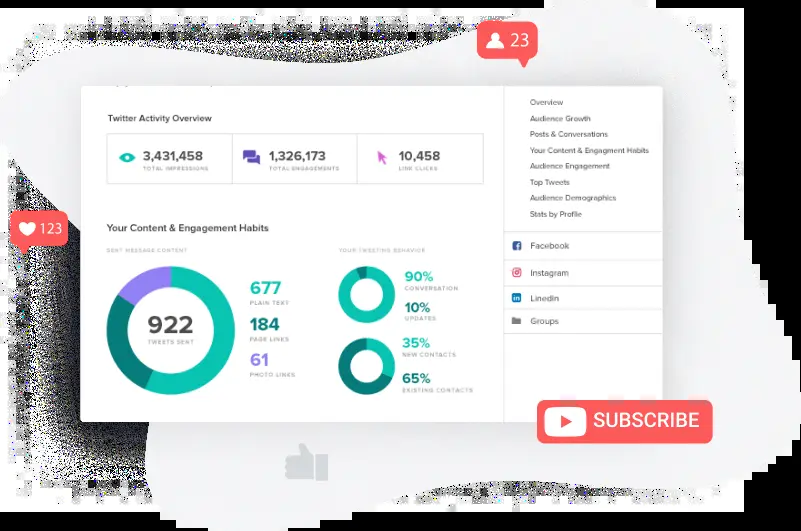 23
Twitter Activity Overview
3,431,458
TOTAL IMPRESSIONS
1,326,173
TOTAL ENGAGEMENTS
10,458
LINK CLICKS
123
Your Content & Engagement Habits
SENT MESSAGE CONTENT
922
TWEETS SENT
677
PLAIN TEXT
184
PAGE LINKS
61
PHOTO LINKS
YOUR TWEETING BEHAVIOR
90%
CONVERSATION
10%
UPDATES
35%
NEW CONTACTS
65%
EXISTING CONTACTS
Overview
Audience Growth
Posts & Conversations
Your Content & Engagment Habits
Audience Engagement
Top Tweets
Audience Demographics
Stats by Profile
Facebook
Instagram
LinedIn
Groups
SUBSCRIBE